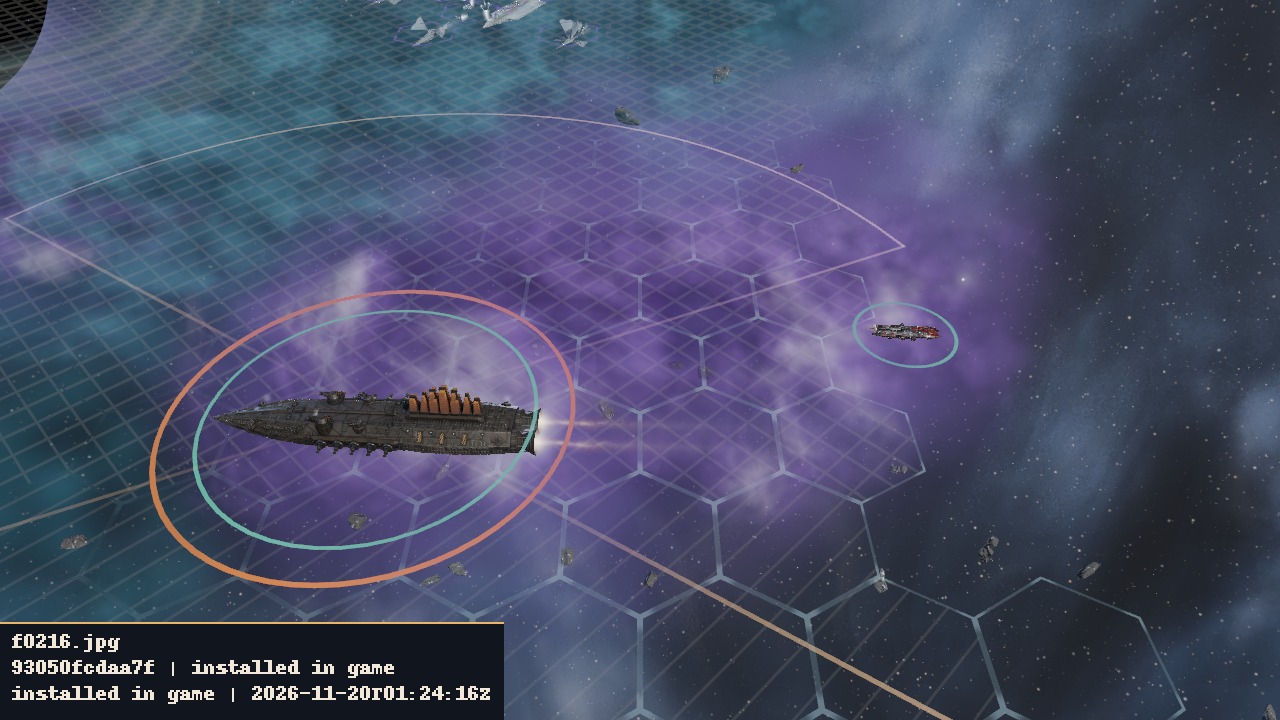 f0216.jpg
93050fcdaa7f | installed in game
installed in game | 2026-11-20T01:24:16Z